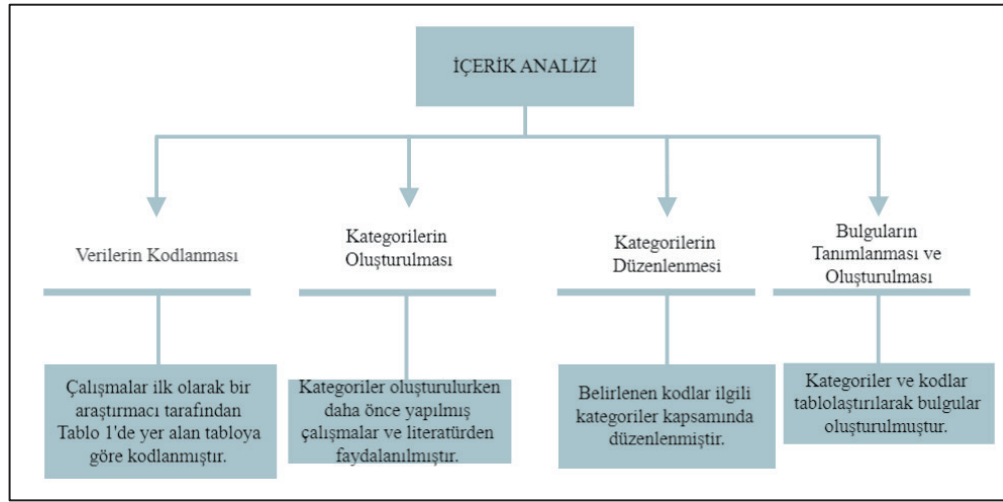 İÇERİK ANALİZİ
Verilerin Kodlanması
Kategorilerin
Oluşturulması
Kategorilerin
Düzenlenmesi
Bulguların
Tanımlanması ve
Oluşturulması
Çalışmalar ilk olarak bir
araştırmacı tarafından
Tablo 1'de yer alan tabloya
göre kodlanmıştır.
Kategoriler oluşturulurken
daha önce yapılmış
çalışmalar ve literatürden
faydalanılmıştır.
Belirlenen kodlar ilgili
kategoriler kapsamında
düzenlenmiştir.
Kategoriler ve kodlar
tablolaştırılarak bulgular
oluşturulmuştur.